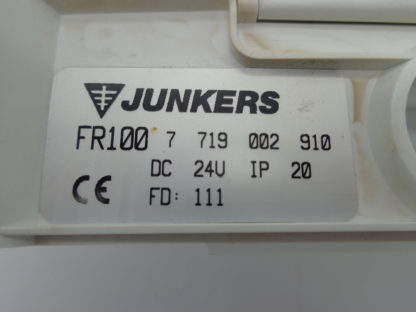 JUNKERS
FR100 7 719 002 910
DC 24V IP 20
CE FD: 111